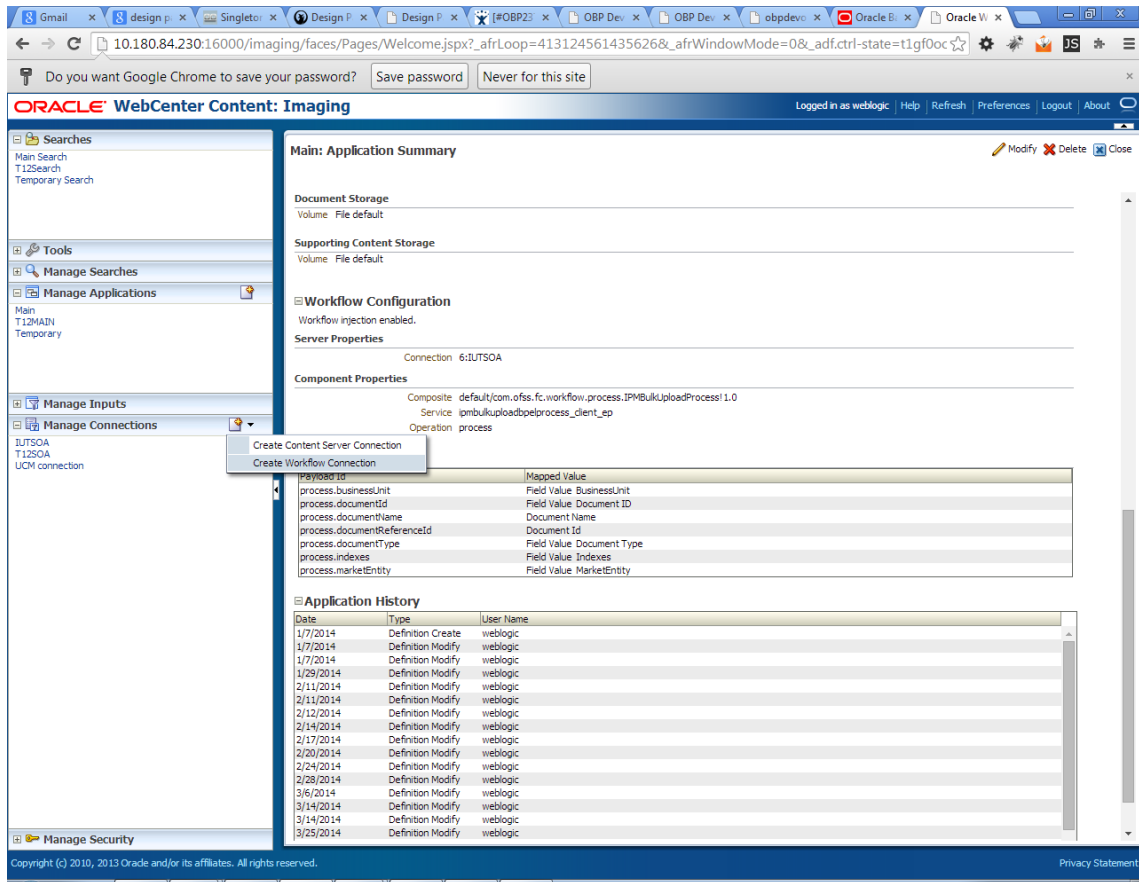 Gmail
design p
Singletor
Design P
Design P
[#OBP23
OBP Dev
OBP Dev
obpdevo
Oracle B
Oracle W
10.180.84.230:16000/imaging/faces/Pages/Welcome.jspx?_afrLoop=413124561435626&_afrWindowMode=0&_adf.ctrl-state=t1gf0oc
JS
Do you want Google Chrome to save your password? Save password Never for this site
ORACLE WebCenter Content: Imaging
Logged in as weblogic Help Refresh Preferences Logout About
Searches
Main Search
T12Search
Temporary Search
Tools
Manage Searches
Manage Applications
Main
T12MAIN
Temporary
Manage Inputs
Manage Connections
IUTSOA
T12SOA
UCM connection
Create Content Server Connection
Create Workflow Connection
Manage Security
Main: Application Summary
Modify Delete Close
Document Storage
Volume File default
Supporting Content Storage
Volume File default
Workflow Configuration
Workflow injection enabled.
Server Properties
Connection 6:IUTSOA
Component Properties
Composite default/com.ofss.fc.workflow.process.IPMBulkUploadProcess!1.0
Service ipmbulkuploadbpelprocess_client_ep
Operation process
Payload Id Mapped Value
process.businessUnit Field Value BusinessUnit
process.documentId Field Value Document ID
process.documentName Document Name
process.documentReferenceId Document Id
process.documentType Field Value Document Type
process.indexes Field Value Indexes
process.marketEntity Field Value MarketEntity
Application History
Date Type User Name
1/7/2014 Definition Create weblogic
1/7/2014 Definition Modify weblogic
1/7/2014 Definition Modify weblogic
1/29/2014 Definition Modify weblogic
2/11/2014 Definition Modify weblogic
2/11/2014 Definition Modify weblogic
2/12/2014 Definition Modify weblogic
2/14/2014 Definition Modify weblogic
2/17/2014 Definition Modify weblogic
2/20/2014 Definition Modify weblogic
2/24/2014 Definition Modify weblogic
2/28/2014 Definition Modify weblogic
3/6/2014 Definition Modify weblogic
3/14/2014 Definition Modify weblogic
3/14/2014 Definition Modify weblogic
3/25/2014 Definition Modify weblogic
Copyright (c) 2010, 2013 Oracle and/or its affiliates. All rights reserved.
Privacy Statement